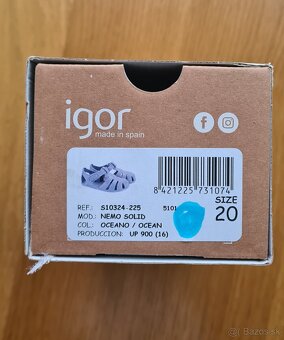 igor
made in spain
8 421225 731074
REF.: S10324-225 5101
MOD.: NEMO SOLID
COL.: OCEANO / OCEAN
PRODUCCION: UP 900 (16)
SIZE
20
Bazos.sk